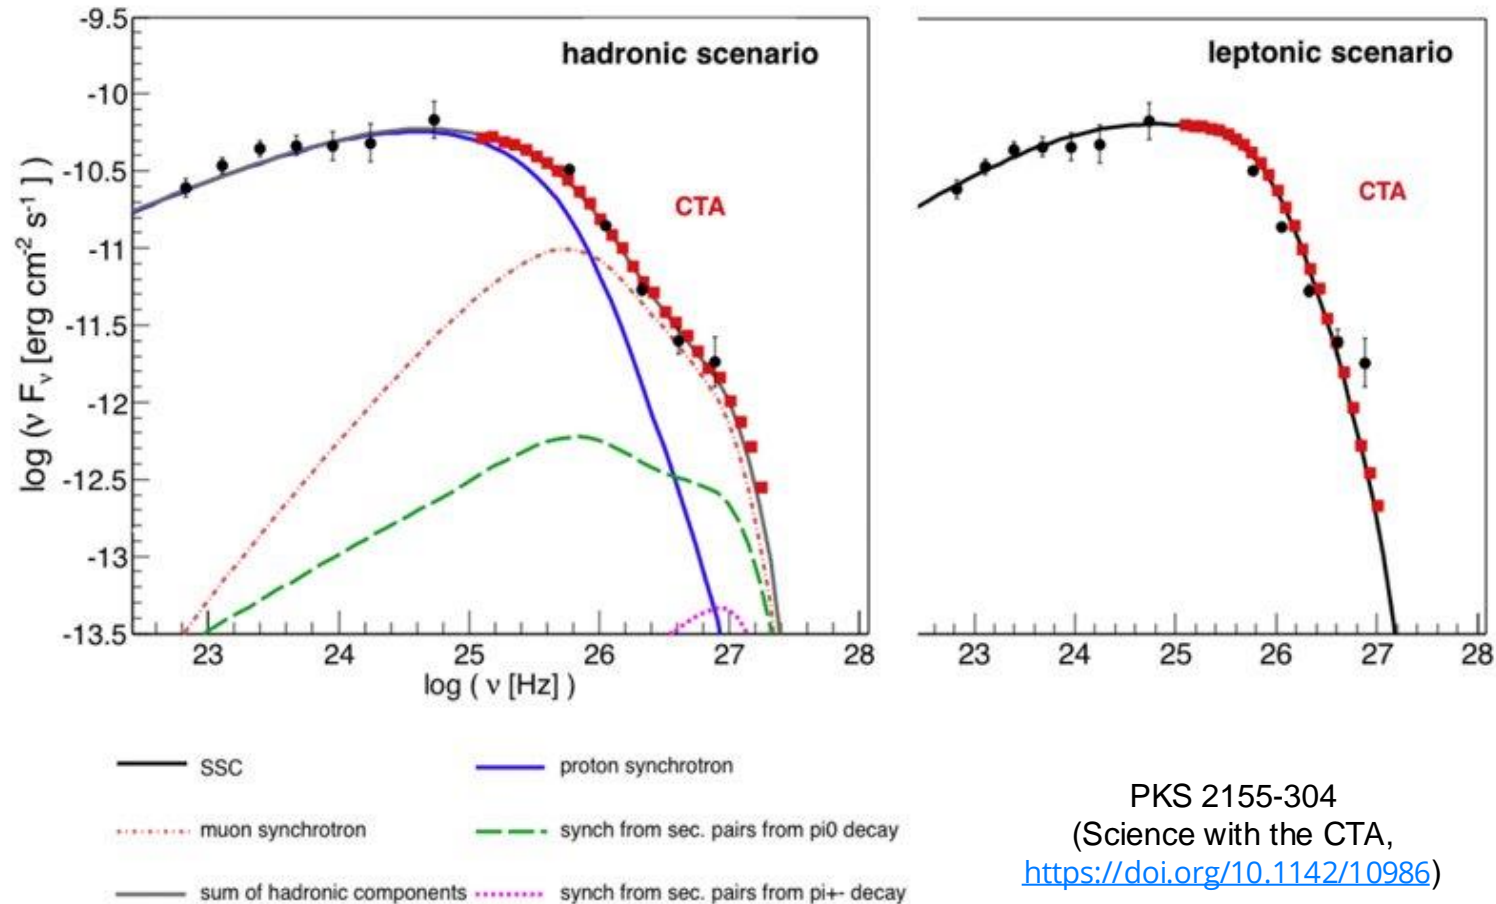 hadronic scenario
leptonic scenario
CTA
CTA
log (ν Fν [erg cm-2 s-1 ] )
-9.5
-10
-10.5
-11
-11.5
-12
-12.5
-13
-13.5
23 24 25 26 27 28
log ( ν [Hz] )
23 24 25 26 27 28
SSC
proton synchrotron
muon synchrotron
synch from sec. pairs from pi0 decay
sum of hadronic components
synch from sec. pairs from pi+- decay
PKS 2155-304
(Science with the CTA,
https://doi.org/10.1142/10986)